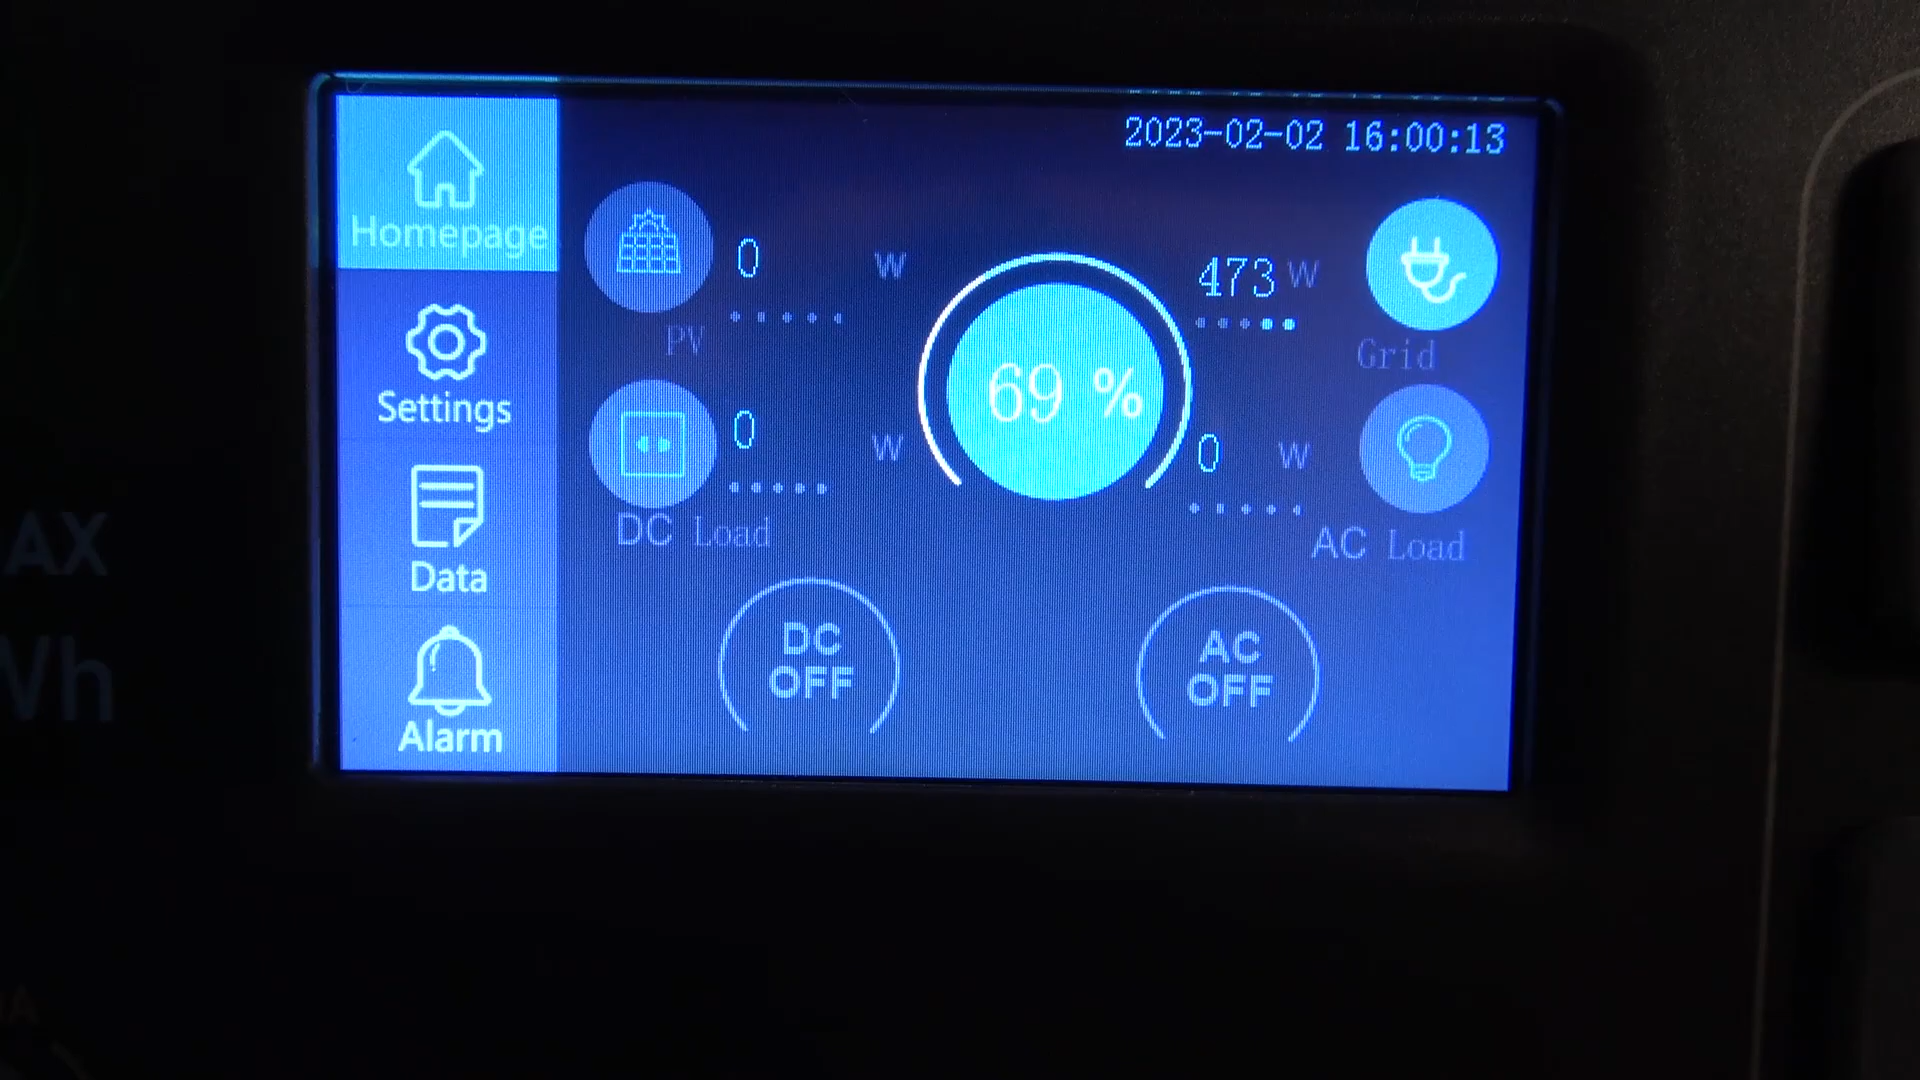 2023-02-02 16:00:13
Homepage
Settings
Data
Alarm
0 W
PV
473 W
Grid
69 %
0 W
DC Load
0 W
AC Load
DC
OFF
AC
OFF
AX
Wh